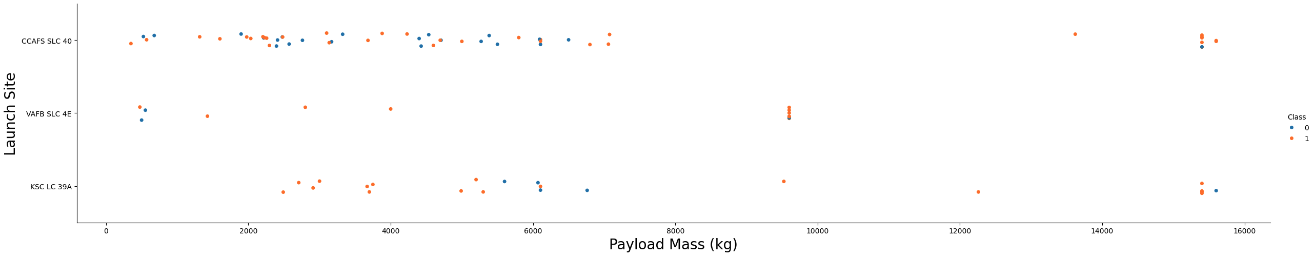 Launch Site
CCAFS SLC 40
VAFB SLC 4E
KSC LC 39A
0 2000 4000 6000 8000 10000 12000 14000 16000
Payload Mass (kg)
Class
0
1